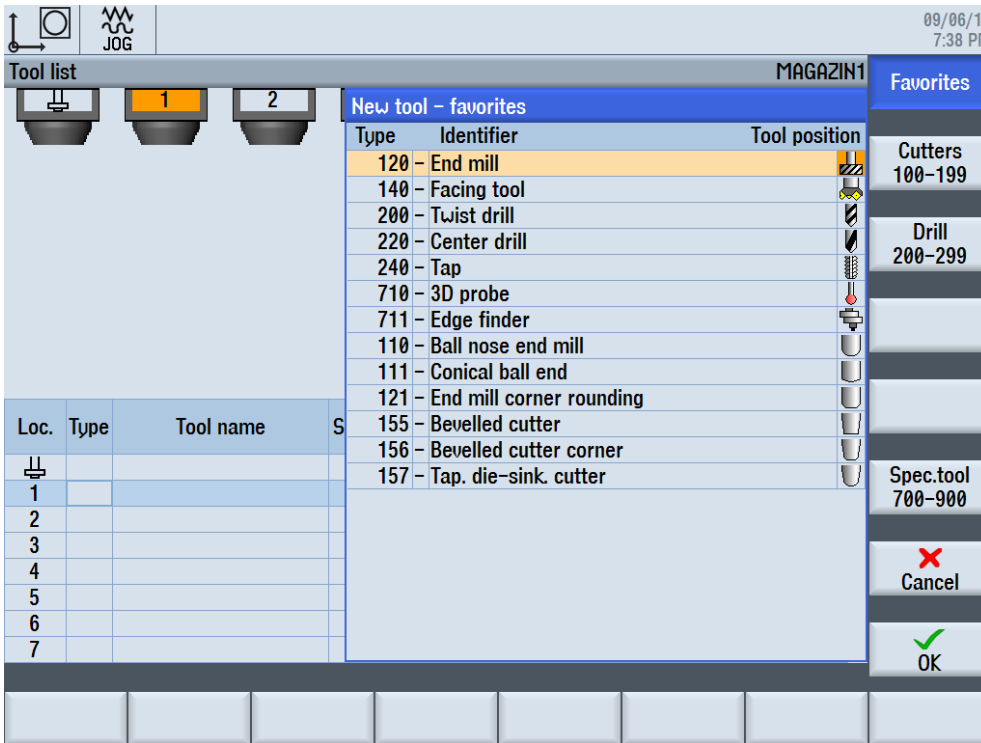 09/06/1
JOG
7:38 P
Tool list
MAGAZIN1
Favorites
1
2
New tool - favorites
Type Identifier Tool position
120 - End mill
140 - Facing tool
200 - Twist drill
220 - Center drill
240 - Tap
710 - 3D probe
711 - Edge finder
110 - Ball nose end mill
111 - Conical ball end
121 - End mill corner rounding
155 - Bevelled cutter
156 - Bevelled cutter corner
157 - Tap. die-sink. cutter
Loc. Type Tool name S
1
2
3
4
5
6
7
Cutters
100-199
Drill
200-299
Spec.tool
700-900
Cancel
OK